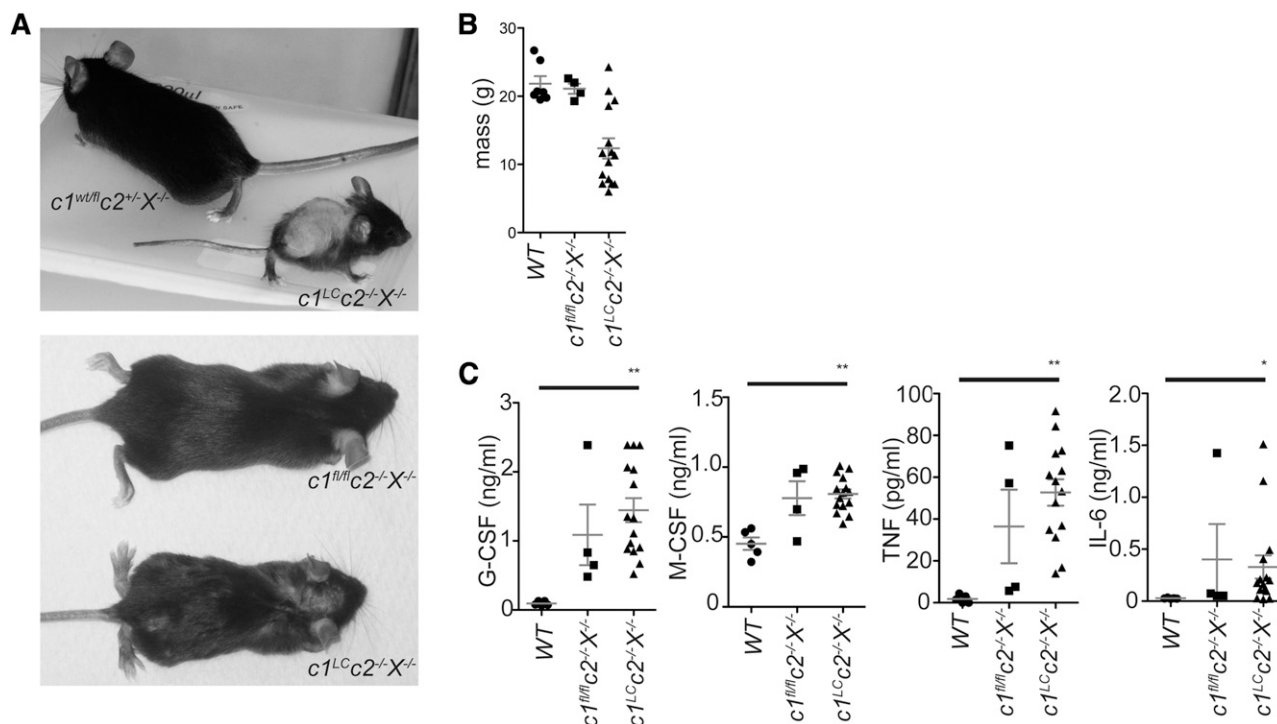 A
200µl
SAFE
c1wt/flc2+/-X-/-
c1LCc2-/-X-/-
c1fl/flc2-/-X-/-
c1LCc2-/-X-/-
B
mass (g)
30
20
10
0
WT
c1fl/flc2-/-X-/-
c1LCc2-/-X-/-
C
**
G-CSF (ng/ml)
3
2
1
0
WT
c1fl/flc2-/-X-/-
c1LCc2-/-X-/-
**
M-CSF (ng/ml)
1.5
1.0
0.5
0
WT
c1fl/flc2-/-X-/-
c1LCc2-/-X-/-
**
TNF (pg/ml)
100
80
60
40
20
0
WT
c1fl/flc2-/-X-/-
c1LCc2-/-X-/-
*
IL-6 (ng/ml)
2.0
1.5
1.0
0.5
0
WT
c1fl/flc2-/-X-/-
c1LCc2-/-X-/-